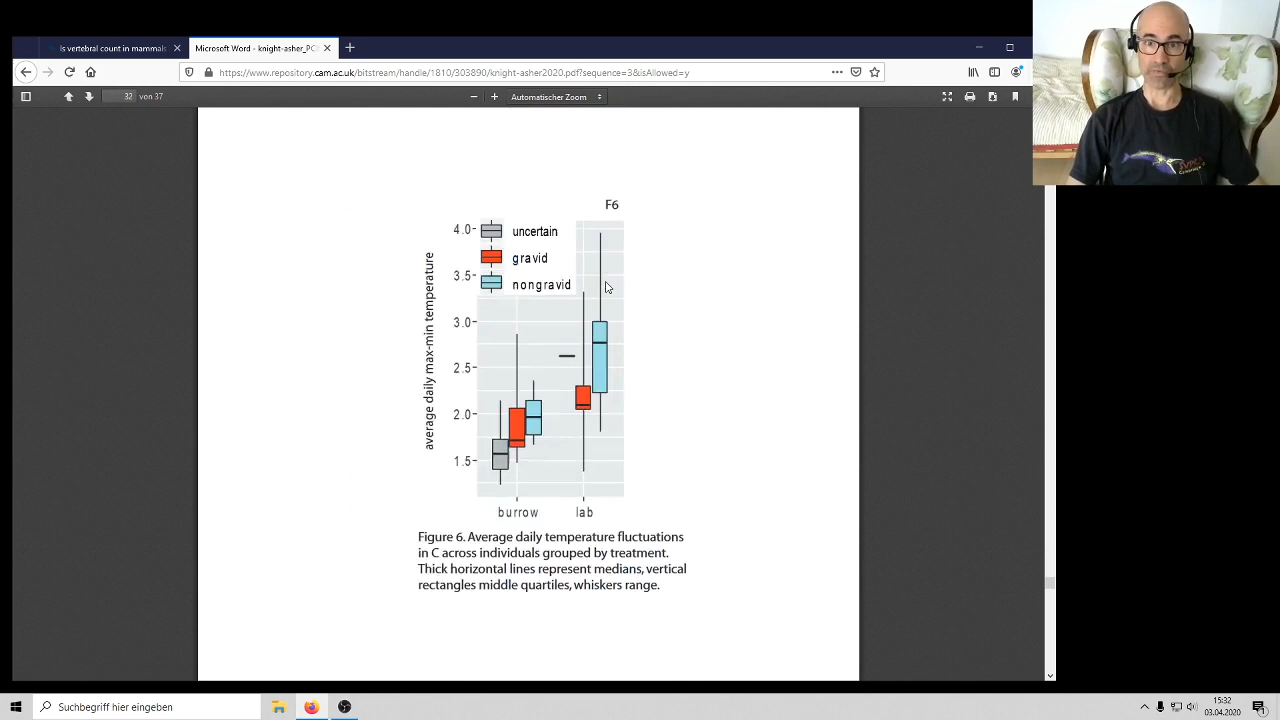 Is vertebral count in mammals
Microsoft Word - knight-asher_PC
https://www.repository.cam.ac.uk/bitstream/handle/1810/303890/knight-asher2020.pdf?sequence=3&isAllowed=y
32 von 37
Automatischer Zoom
F6
4.0
uncertain
gravid
3.5
nongravid
3.0
2.5
2.0
1.5
average daily max-min temperature
burrow lab
Figure 6. Average daily temperature fluctuations
in C across individuals grouped by treatment.
Thick horizontal lines represent medians, vertical
rectangles middle quartiles, whiskers range.
Suchbegriff hier eingeben
15:32
03.04.2020